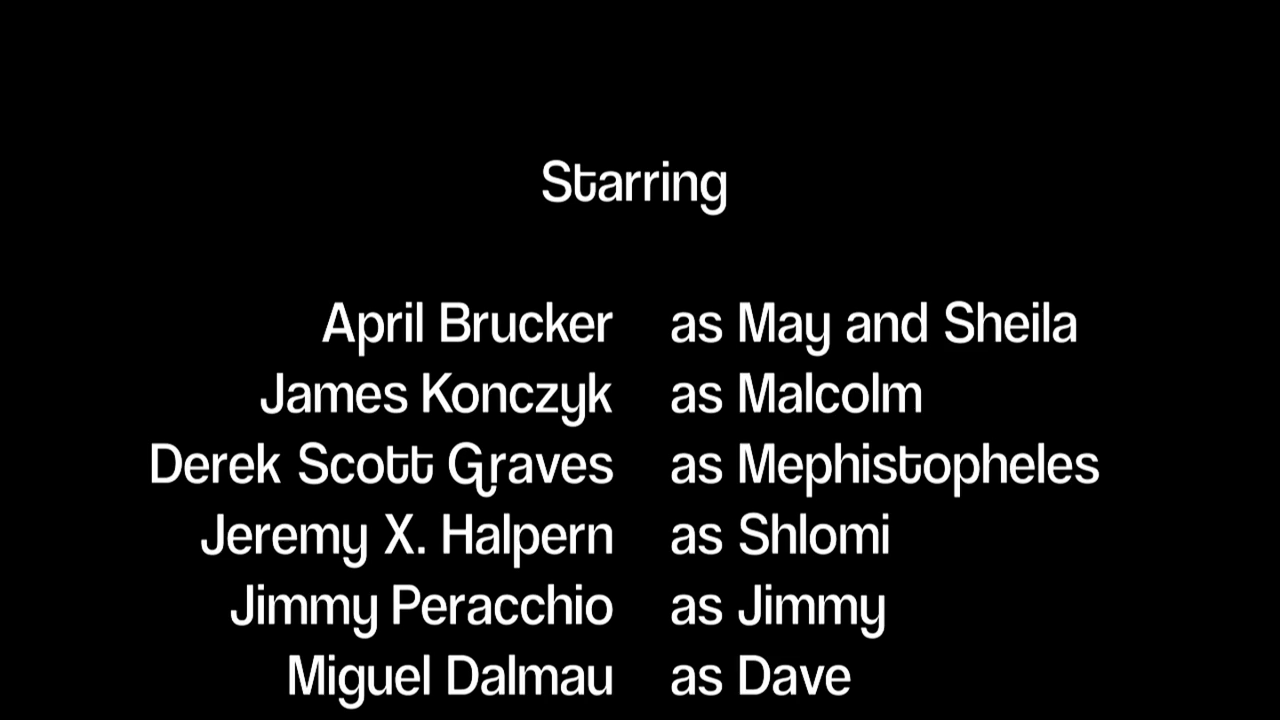 Starring
April Brucker as May and Sheila
James Konczyk as Malcolm
Derek Scott Graves as Mephistopheles
Jeremy X. Halpern as Shlomi
Jimmy Peracchio as Jimmy
Miguel Dalmau as Dave